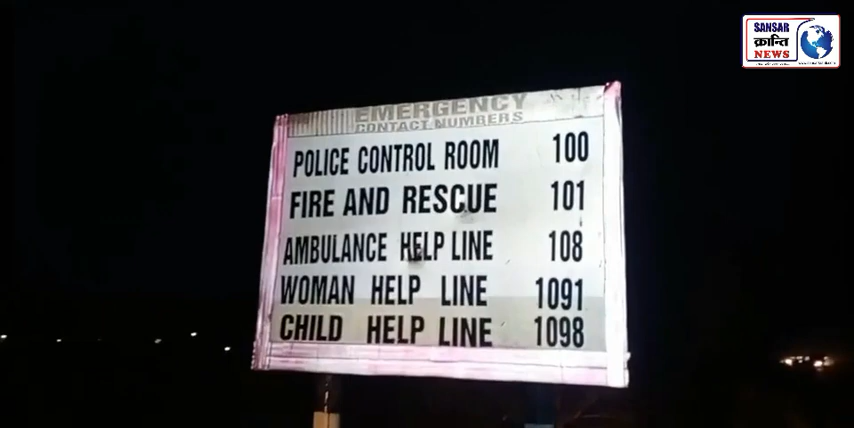 SANSAR
क्रान्ति
NEWS
EMERGENCY
CONTACT NUMBERS
POLICE CONTROL ROOM 100
FIRE AND RESCUE 101
AMBULANCE HELP LINE 108
WOMAN HELP LINE 1091
CHILD HELP LINE 1098